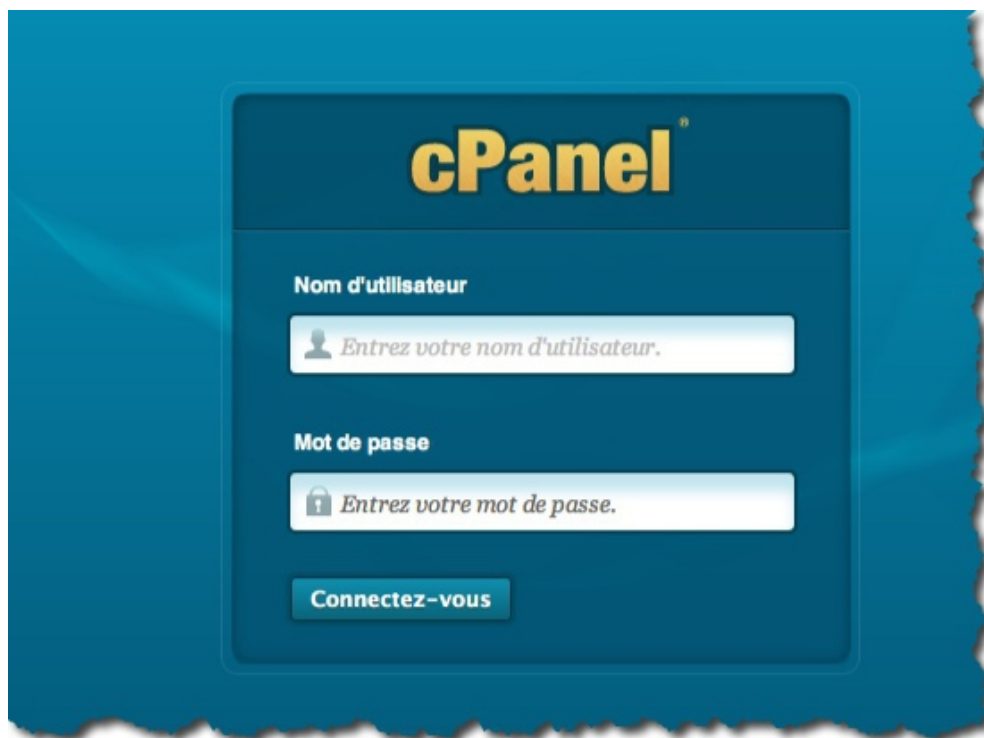 cPanel®
Nom d'utilisateur
Entrez votre nom d'utilisateur.
Mot de passe
Entrez votre mot de passe.
Connectez-vous